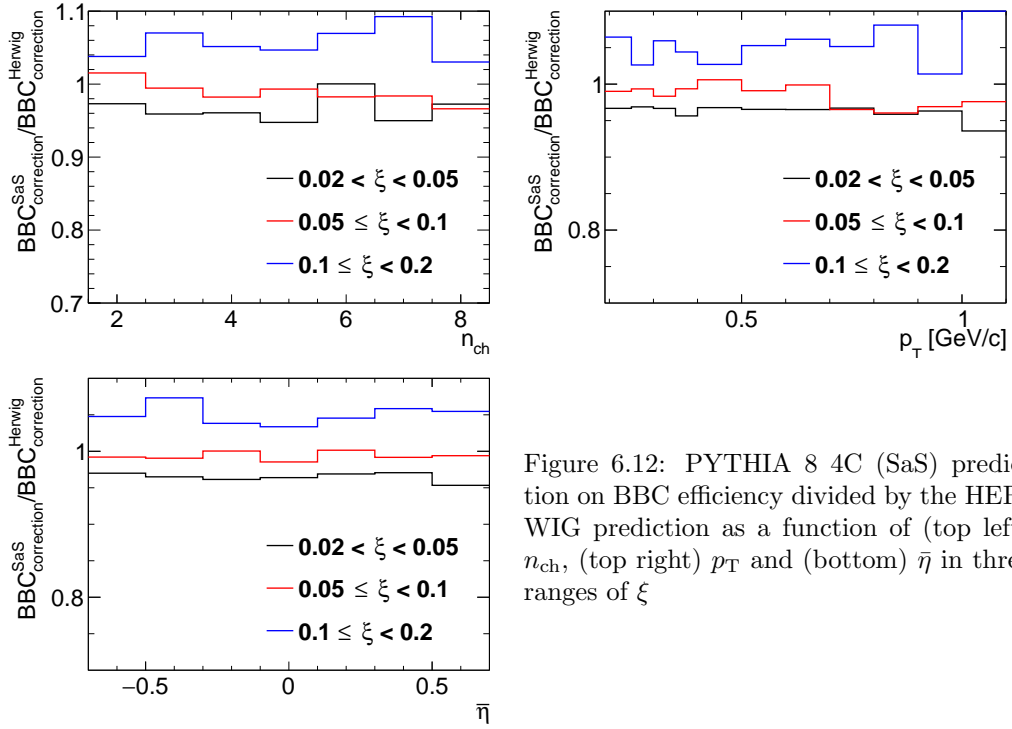 BBC^SaS_correction/BBC^Herwig_correction
1.1
1
0.9
0.8
0.7
0.02 < ξ < 0.05
0.05 ≤ ξ < 0.1
0.1 ≤ ξ < 0.2
2 4 6 8
n_ch
BBC^SaS_correction/BBC^Herwig_correction
1
0.8
0.02 < ξ < 0.05
0.05 ≤ ξ < 0.1
0.1 ≤ ξ < 0.2
0.5 1
p_T [GeV/c]
BBC^SaS_correction/BBC^Herwig_correction
1
0.8
0.02 < ξ < 0.05
0.05 ≤ ξ < 0.1
0.1 ≤ ξ < 0.2
−0.5 0 0.5
η̄
Figure 6.12: PYTHIA 8 4C (SaS) predic
tion on BBC efficiency divided by the HER
WIG prediction as a function of (top left
n_ch, (top right) p_T and (bottom) η̄ in thre
ranges of ξ